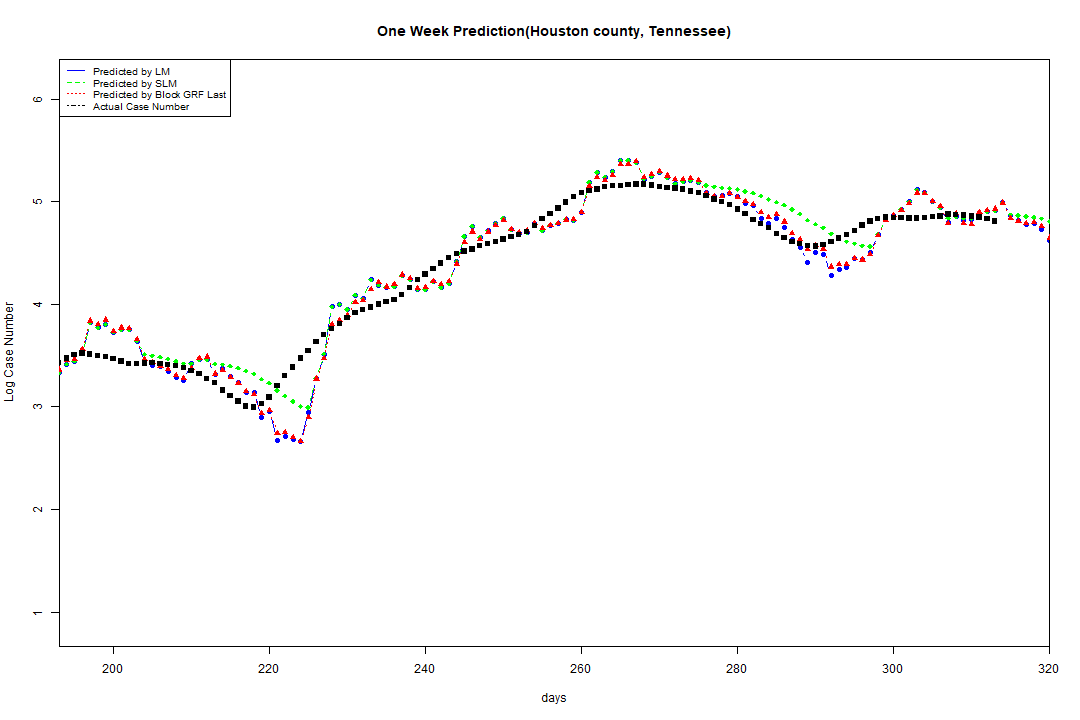 One Week Prediction(Houston county, Tennessee)
Predicted by LM
Predicted by SLM
Predicted by Block GRF Last
Actual Case Number
6
5
4
3
2
1
Log Case Number
200 220 240 260 280 300 320
days